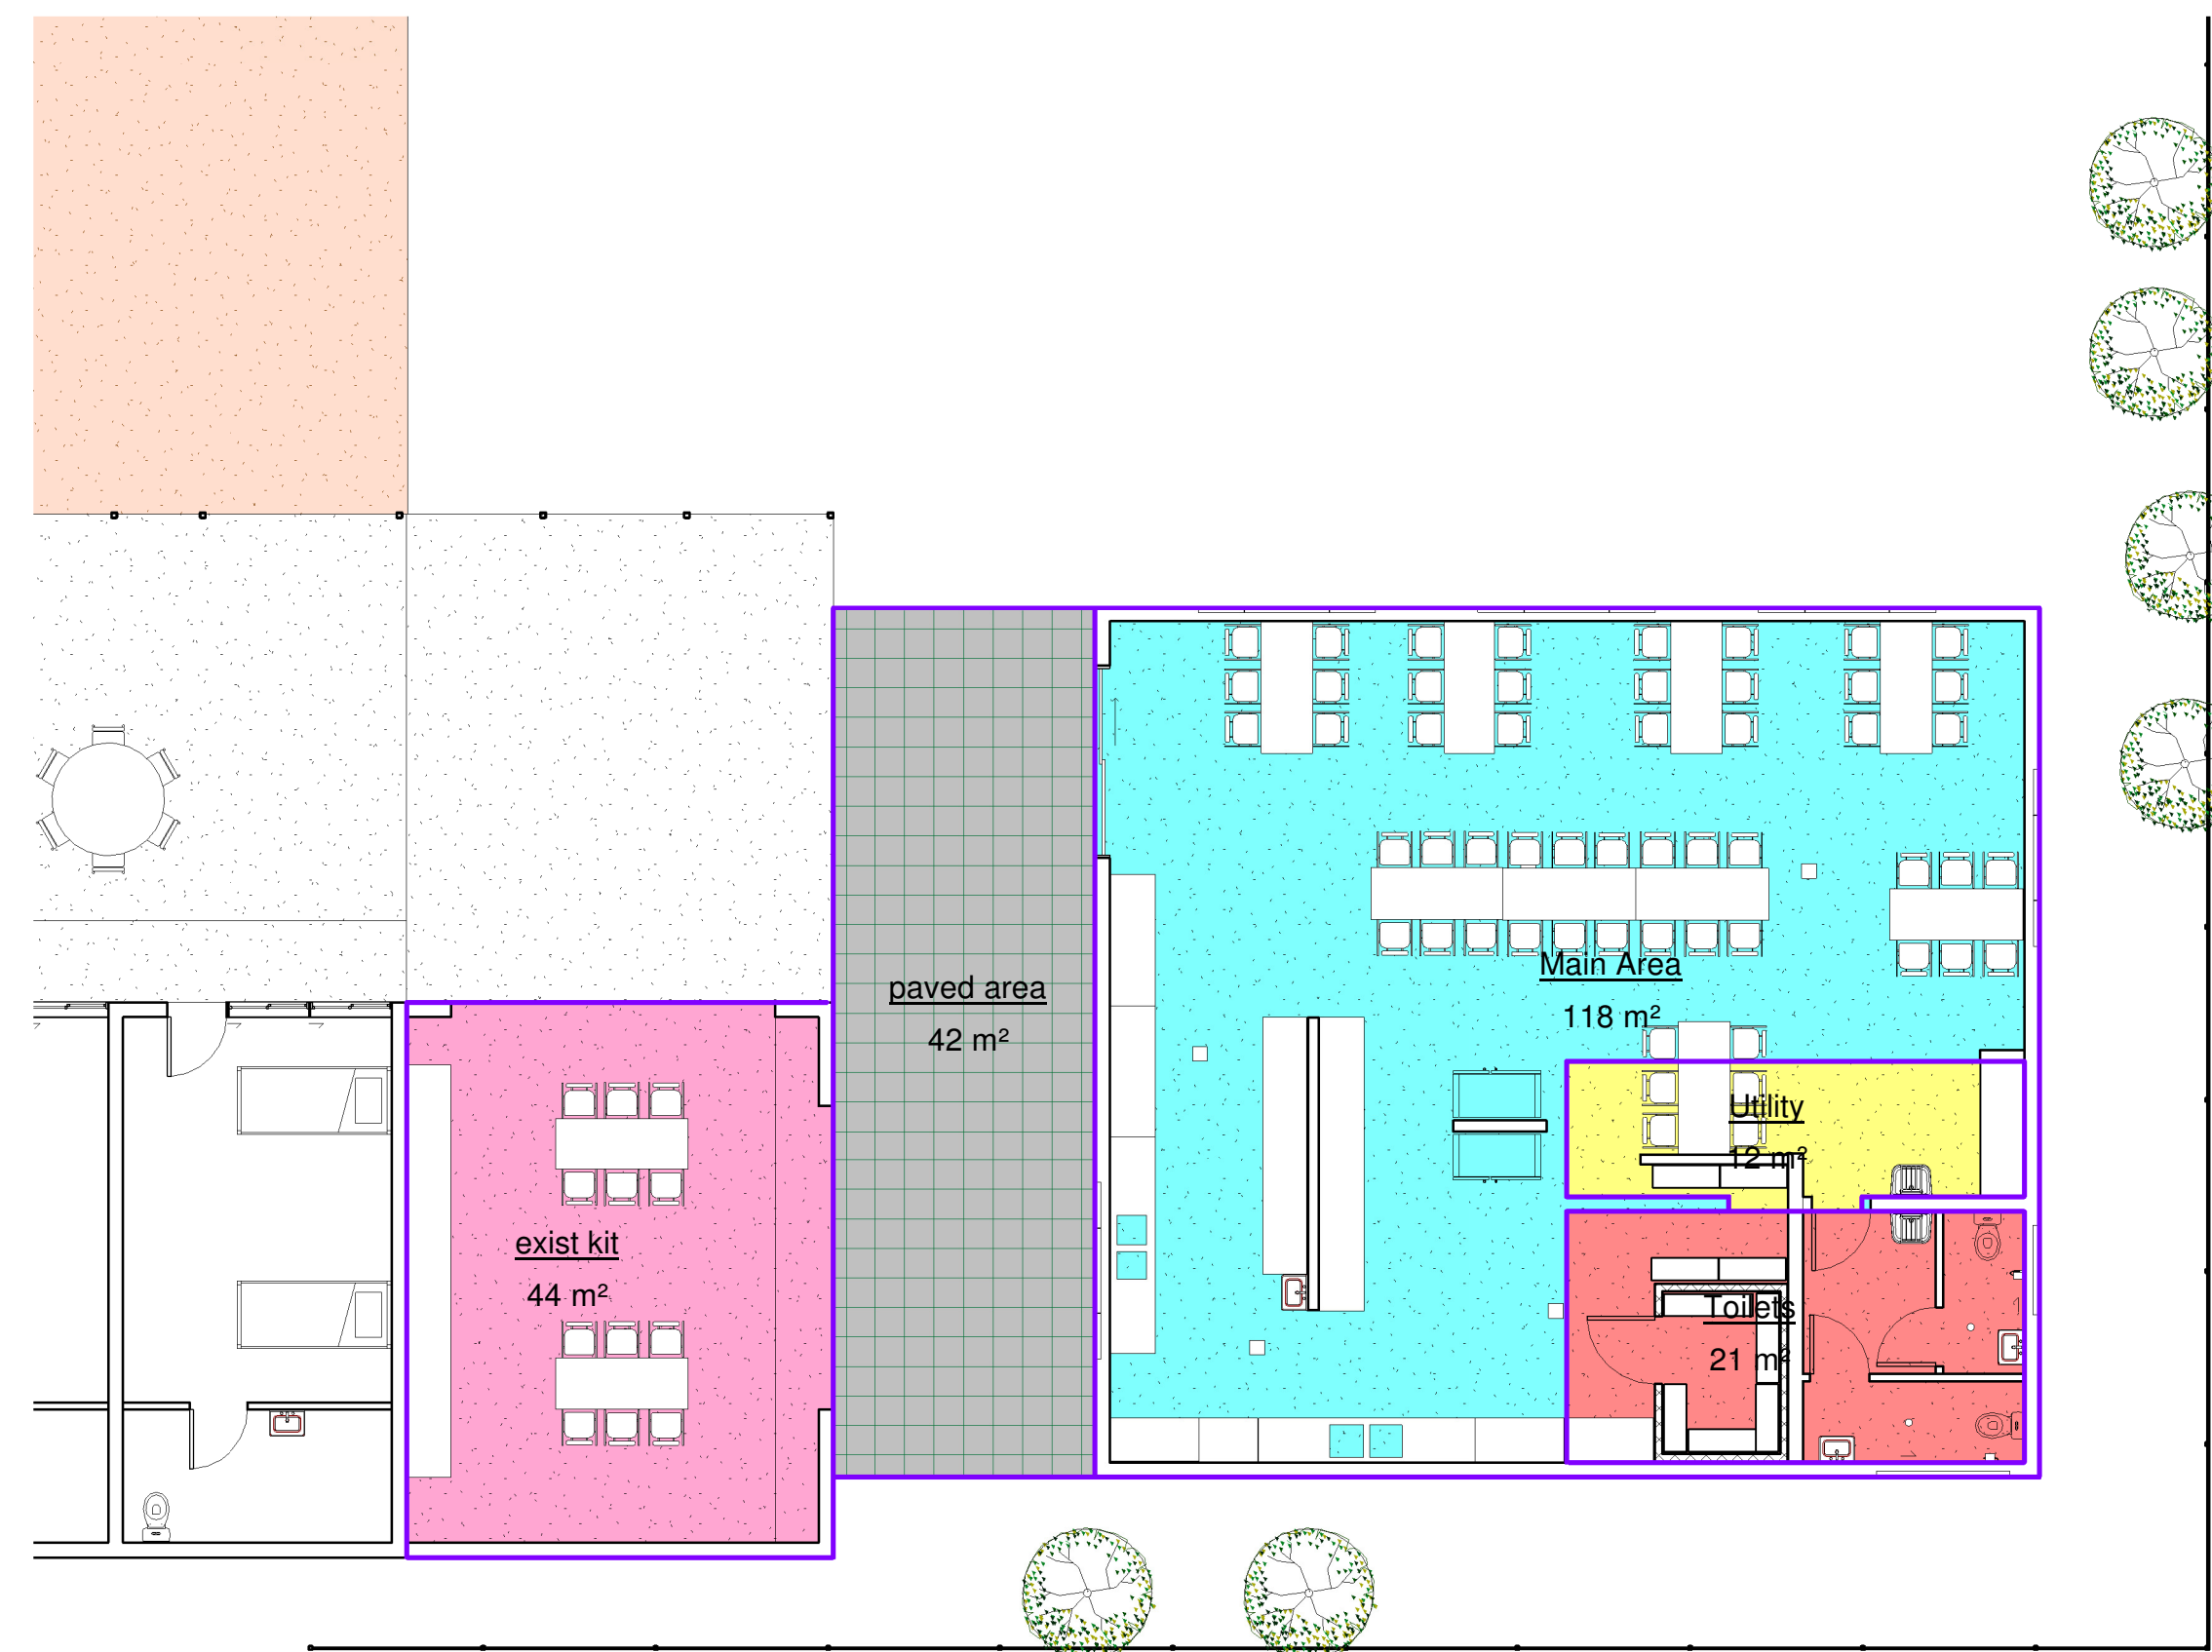 paved area
42 m²
Main Area
118 m²
Utility
12 m²
exist kit
44 m²
Toilets
21 m²